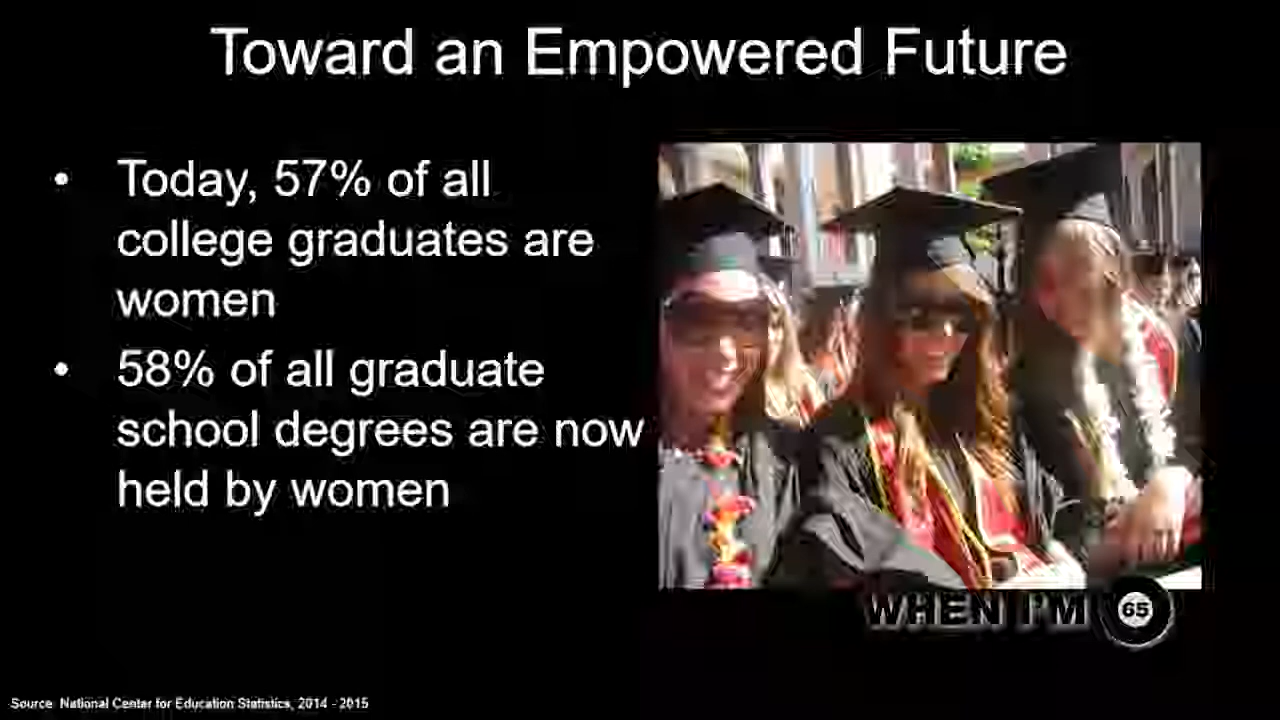 Toward an Empowered Future
• Today, 57% of all
college graduates are
women
• 58% of all graduate
school degrees are now
held by women
WHEN I'M 65
Source National Center for Education Statistics, 2014 - 2015